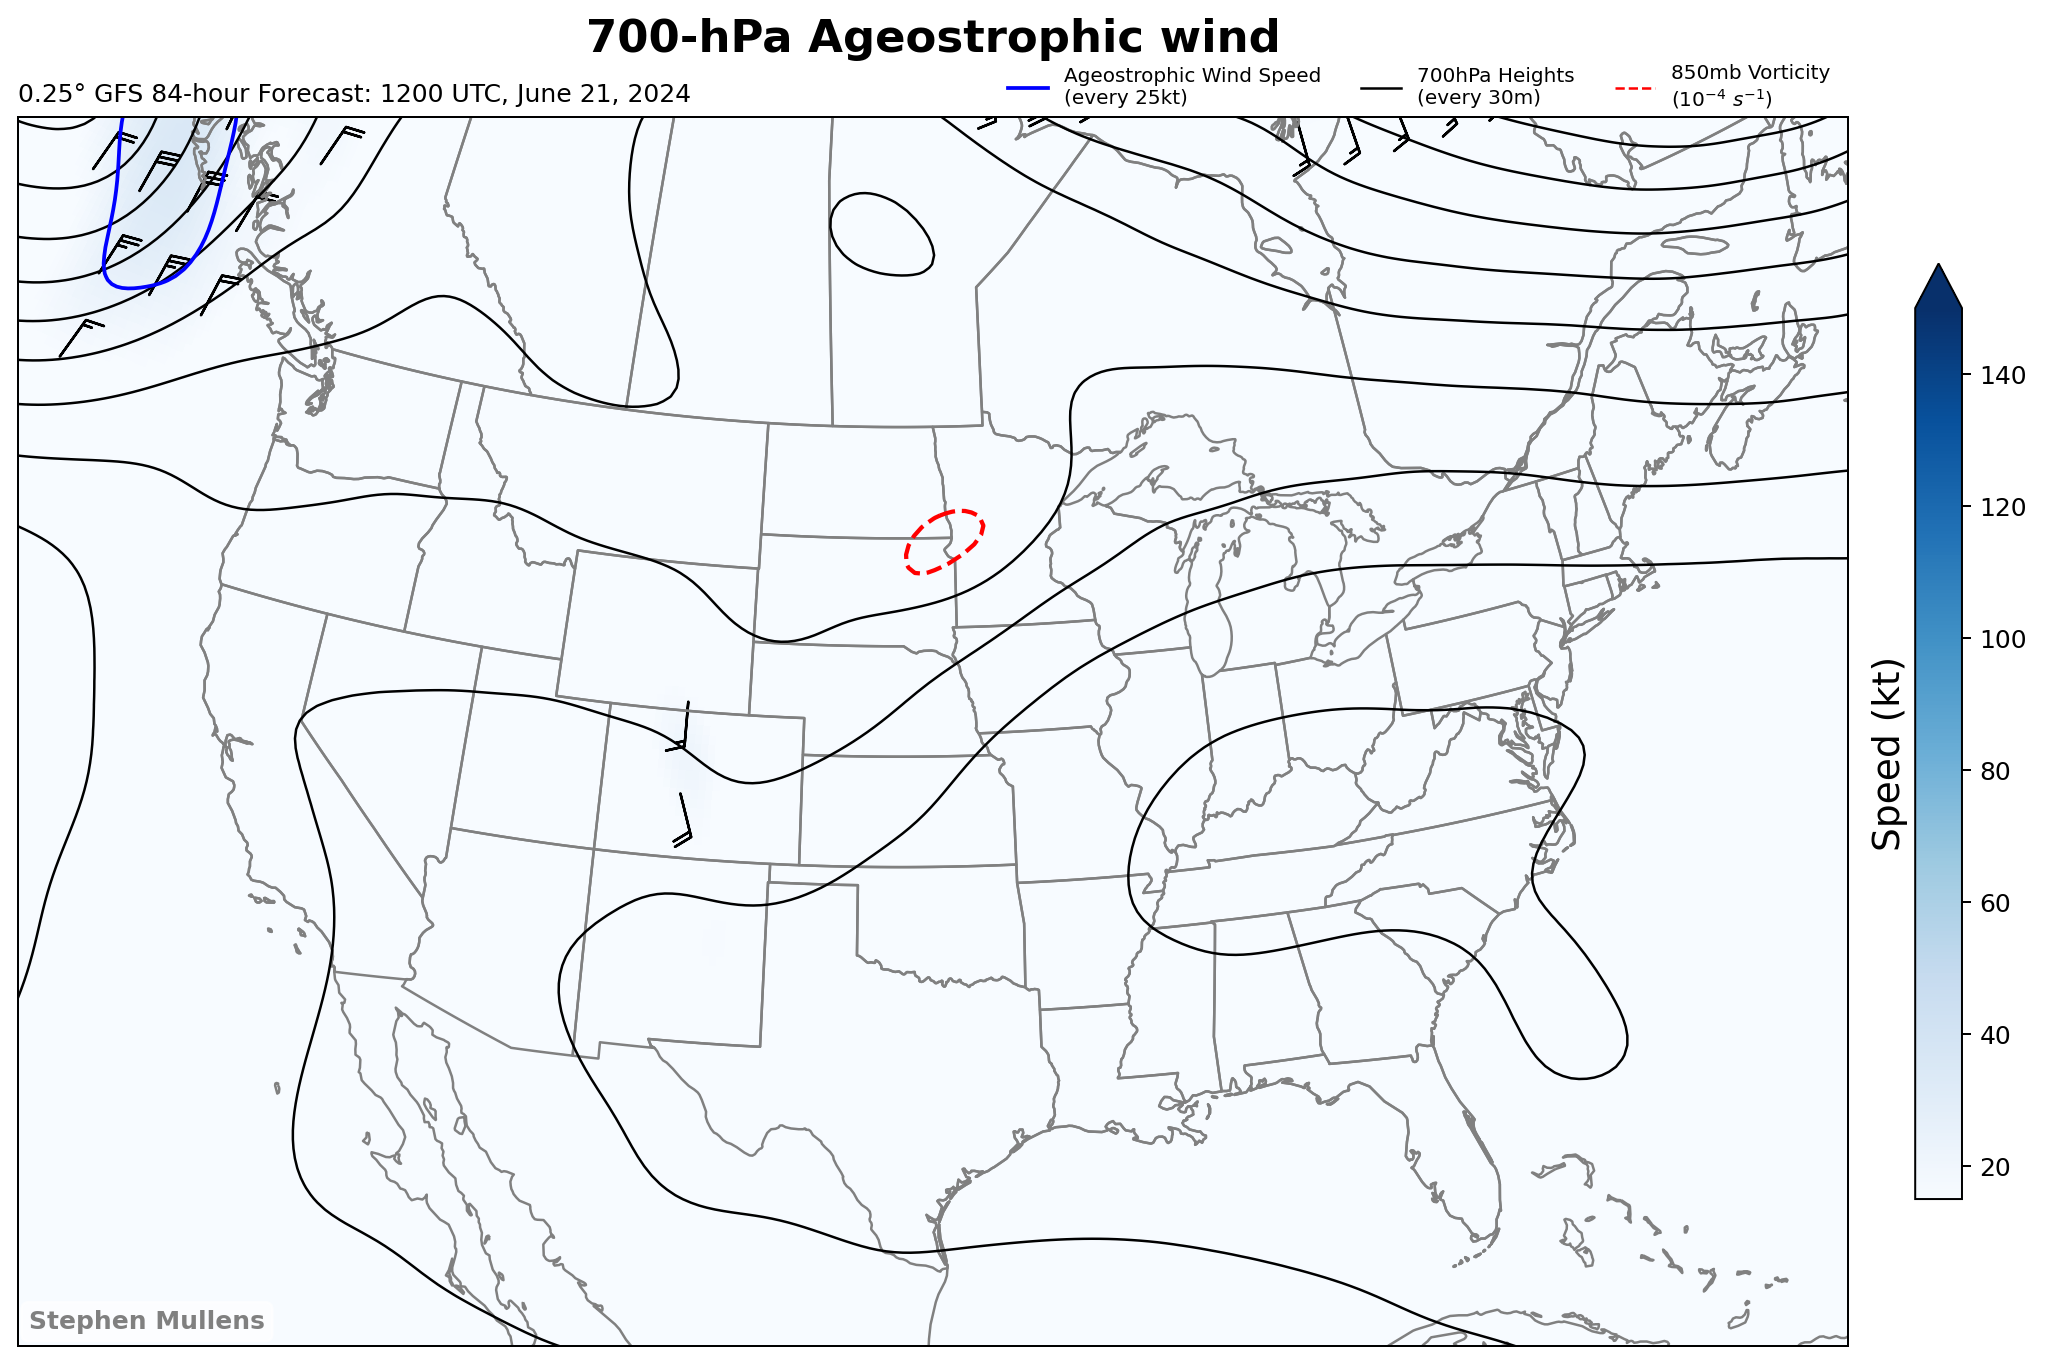 700-hPa Ageostrophic wind
0.25° GFS 84-hour Forecast: 1200 UTC, June 21, 2024
Ageostrophic Wind Speed
(every 25kt)
700hPa Heights
(every 30m)
850mb Vorticity
(10⁻⁴ s⁻¹)
140
120
100
80
60
40
20
Speed (kt)
Stephen Mullens